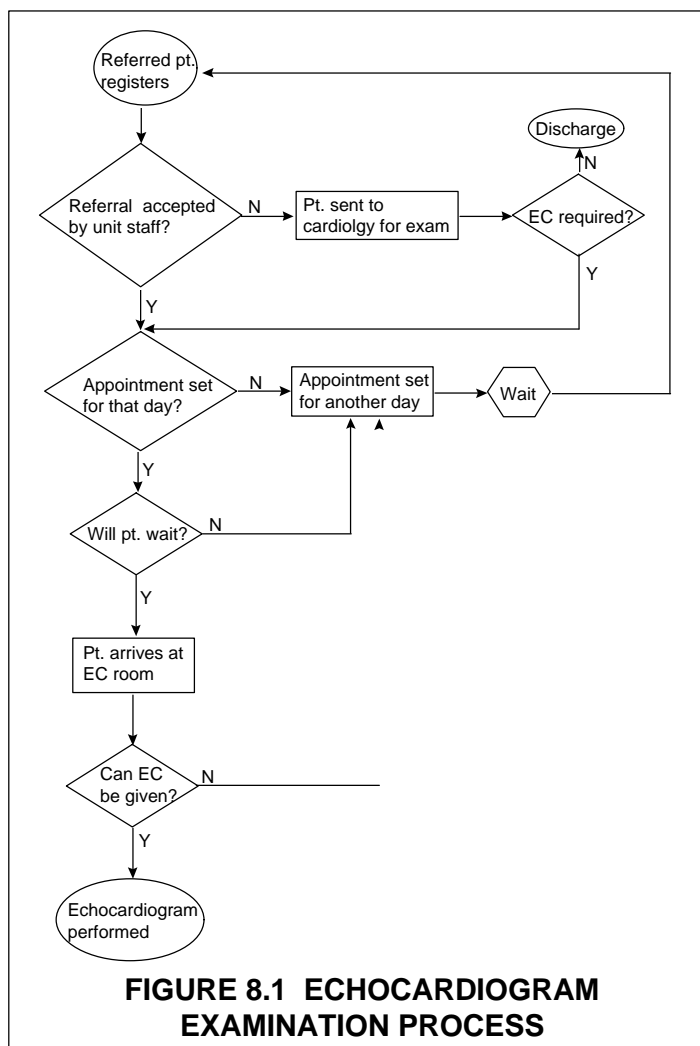 Referred pt.
registers
Discharge
N
Referral accepted
by unit staff?
N
Pt. sent to
cardiolgy for exam
EC required?
Y
Y
Appointment set
for that day?
N
Appointment set
for another day
Wait
Y
Will pt. wait?
N
Y
Pt. arrives at
EC room
Can EC
be given?
N
Y
Echocardiogram
performed
FIGURE 8.1 ECHOCARDIOGRAM
EXAMINATION PROCESS